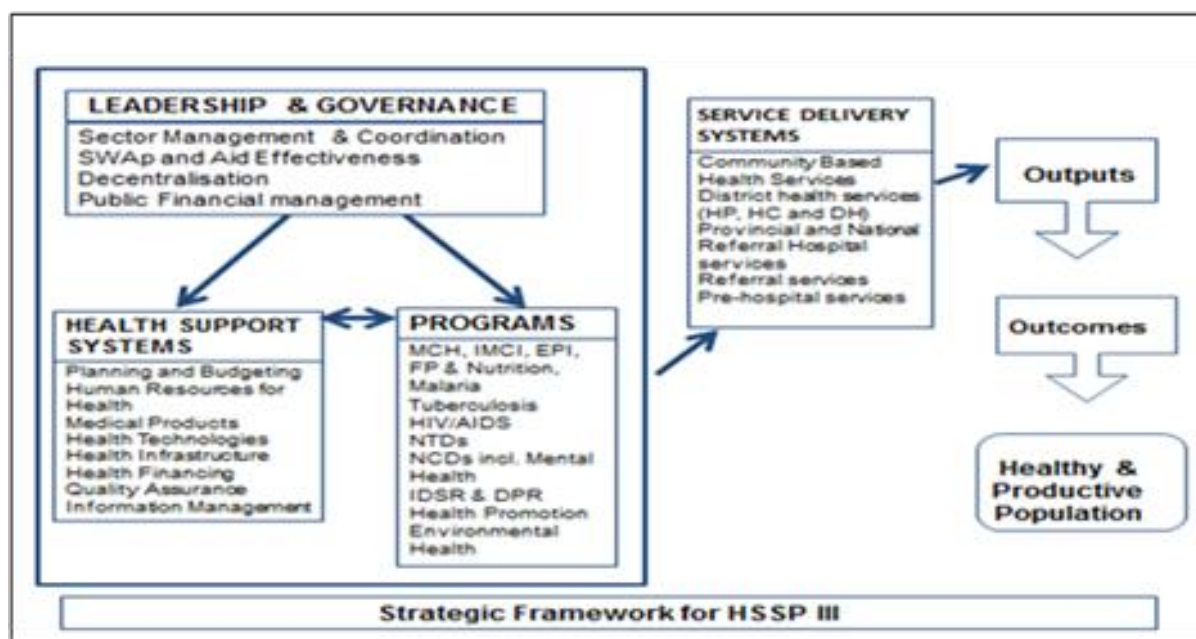 LEADERSHIP & GOVERNANCE
Sector Management & Coordination
SWAp and Aid Effectiveness
Decentralisation
Public Financial management
HEALTH SUPPORT
SYSTEMS
Planning and Budgeting
Human Resources for
Health
Medical Products
Health Technologies
Health Infrastructure
Health Financing
Quality Assurance
Information Management
PROGRAMS
MCH, IMCI, EPI,
FP & Nutrition,
Malaria
Tuberculosis
HIV/AIDS
NTDs
NCDs incl. Mental
Health
IDSR & DPR
Health Promotion
Environmental
Health
SERVICE DELIVERY
SYSTEMS
Community Based
Health Services
District health services
(HP, HC and DH)
Provincial and National
Referral Hospital
services
Referral services
Pre-hospital services
Outputs
Outcomes
Healthy &
Productive
Population
Strategic Framework for HSSP III